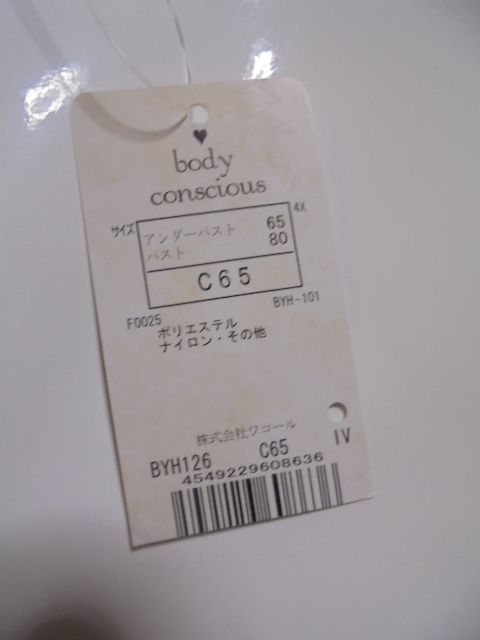 body
conscious
サイズ
4X
アンダーバスト 65
バスト 80
C65
F0025
BYH-101
ポリエステル
ナイロン・その他
株式会社ワコール
BYH126 C65 IV
4549229608636